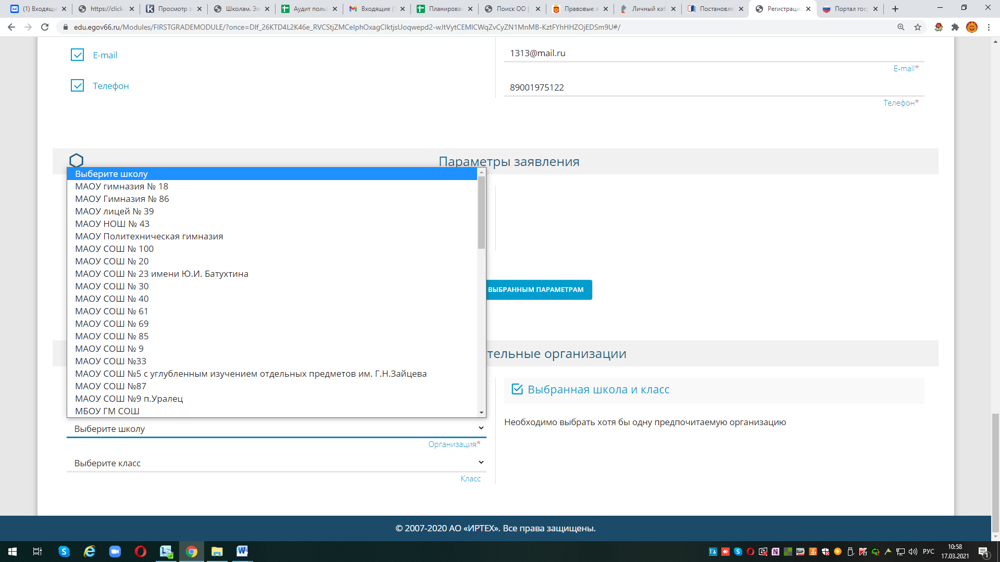 (1) Входящи
https://click.
Просмотр з
Школам. Эл
Аудит поль
Входящие (
Планирован
Поиск ОО |
Правовые а
Личный каб
Постановле
Регистраци
Портал госу
edu.egov66.ru/Modules/FIRSTGRADEMODULE/?once=DIf_26KTD4L2K46e_RVCStjZMCeIphOxagCIktjsUoqwepd2-wJtVytCEMICWqZvCyZN1MnMB-KztFYhHHZOjEDSm9U#/
E-mail
1313@mail.ru
E-mail*
Телефон
89001975122
Телефон*
Параметры заявления
Выберите школу
МАОУ гимназия № 18
МАОУ Гимназия № 86
МАОУ лицей № 39
МАОУ НОШ № 43
МАОУ Политехническая гимназия
МАОУ СОШ № 100
МАОУ СОШ № 20
МАОУ СОШ № 23 имени Ю.И. Батухтина
МАОУ СОШ № 30
МАОУ СОШ № 40
МАОУ СОШ № 61
МАОУ СОШ № 69
МАОУ СОШ № 85
МАОУ СОШ № 9
МАОУ СОШ №33
МАОУ СОШ №5 с углубленным изучением отдельных предметов им. Г.Н.Зайцева
МАОУ СОШ №87
МАОУ СОШ №9 п.Уралец
МБОУ ГМ СОШ
ВЫБРАННЫМ ПАРАМЕТРАМ
тельные организации
Выбранная школа и класс
Необходимо выбрать хотя бы одну предпочитаемую организацию
Выберите школу
Организация*
Выберите класс
Класс
© 2007-2020 АО «ИРТЕХ». Все права защищены.
РУС
10:58
17.03.2021
1